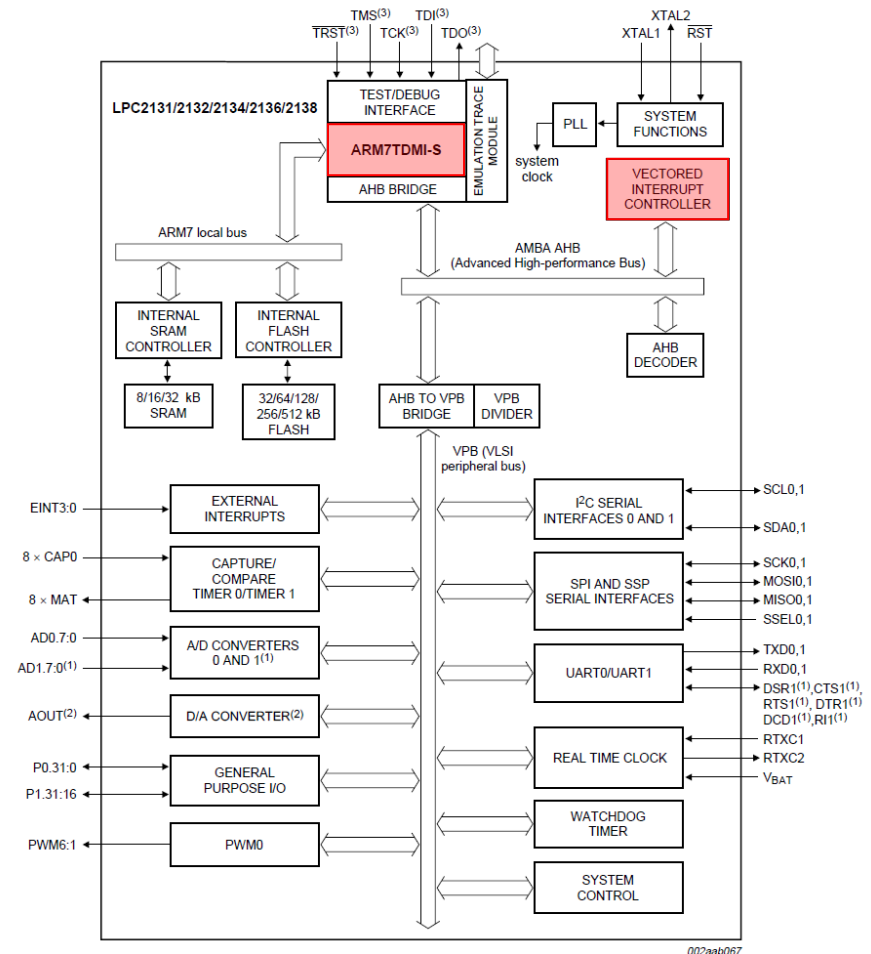 XTAL2
TMS(3) TDI(3)
TRST(3) TCK(3) TDO(3)
XTAL1 RST
LPC2131/2132/2134/2136/2138
TEST/DEBUG
INTERFACE
ARM7TDMI-S
AHB BRIDGE
EMULATION TRACE
MODULE
PLL
SYSTEM
FUNCTIONS
system
clock
VECTORED
INTERRUPT
CONTROLLER
ARM7 local bus
AMBA AHB
(Advanced High-performance Bus)
INTERNAL
SRAM
CONTROLLER
INTERNAL
FLASH
CONTROLLER
AHB
DECODER
8/16/32 kB
SRAM
32/64/128/
256/512 kB
FLASH
AHB TO VPB
BRIDGE
VPB
DIVIDER
VPB (VLSI
peripheral bus)
EINT3:0
EXTERNAL
INTERRUPTS
I2C SERIAL
INTERFACES 0 AND 1
SCL0,1
SDA0,1
8 × CAP0
8 × MAT
CAPTURE/
COMPARE
TIMER 0/TIMER 1
SPI AND SSP
SERIAL INTERFACES
SCK0,1
MOSI0,1
MISO0,1
SSEL0,1
AD0.7:0
AD1.7:0(1)
A/D CONVERTERS
0 AND 1(1)
UART0/UART1
TXD0,1
RXD0,1
DSR1(1),CTS1(1),
RTS1(1), DTR1(1)
DCD1(1),RI1(1)
AOUT(2)
D/A CONVERTER(2)
P0.31:0
P1.31:16
GENERAL
PURPOSE I/O
REAL TIME CLOCK
RTXC1
RTXC2
VBAT
PWM6:1
PWM0
WATCHDOG
TIMER
SYSTEM
CONTROL
002aab067